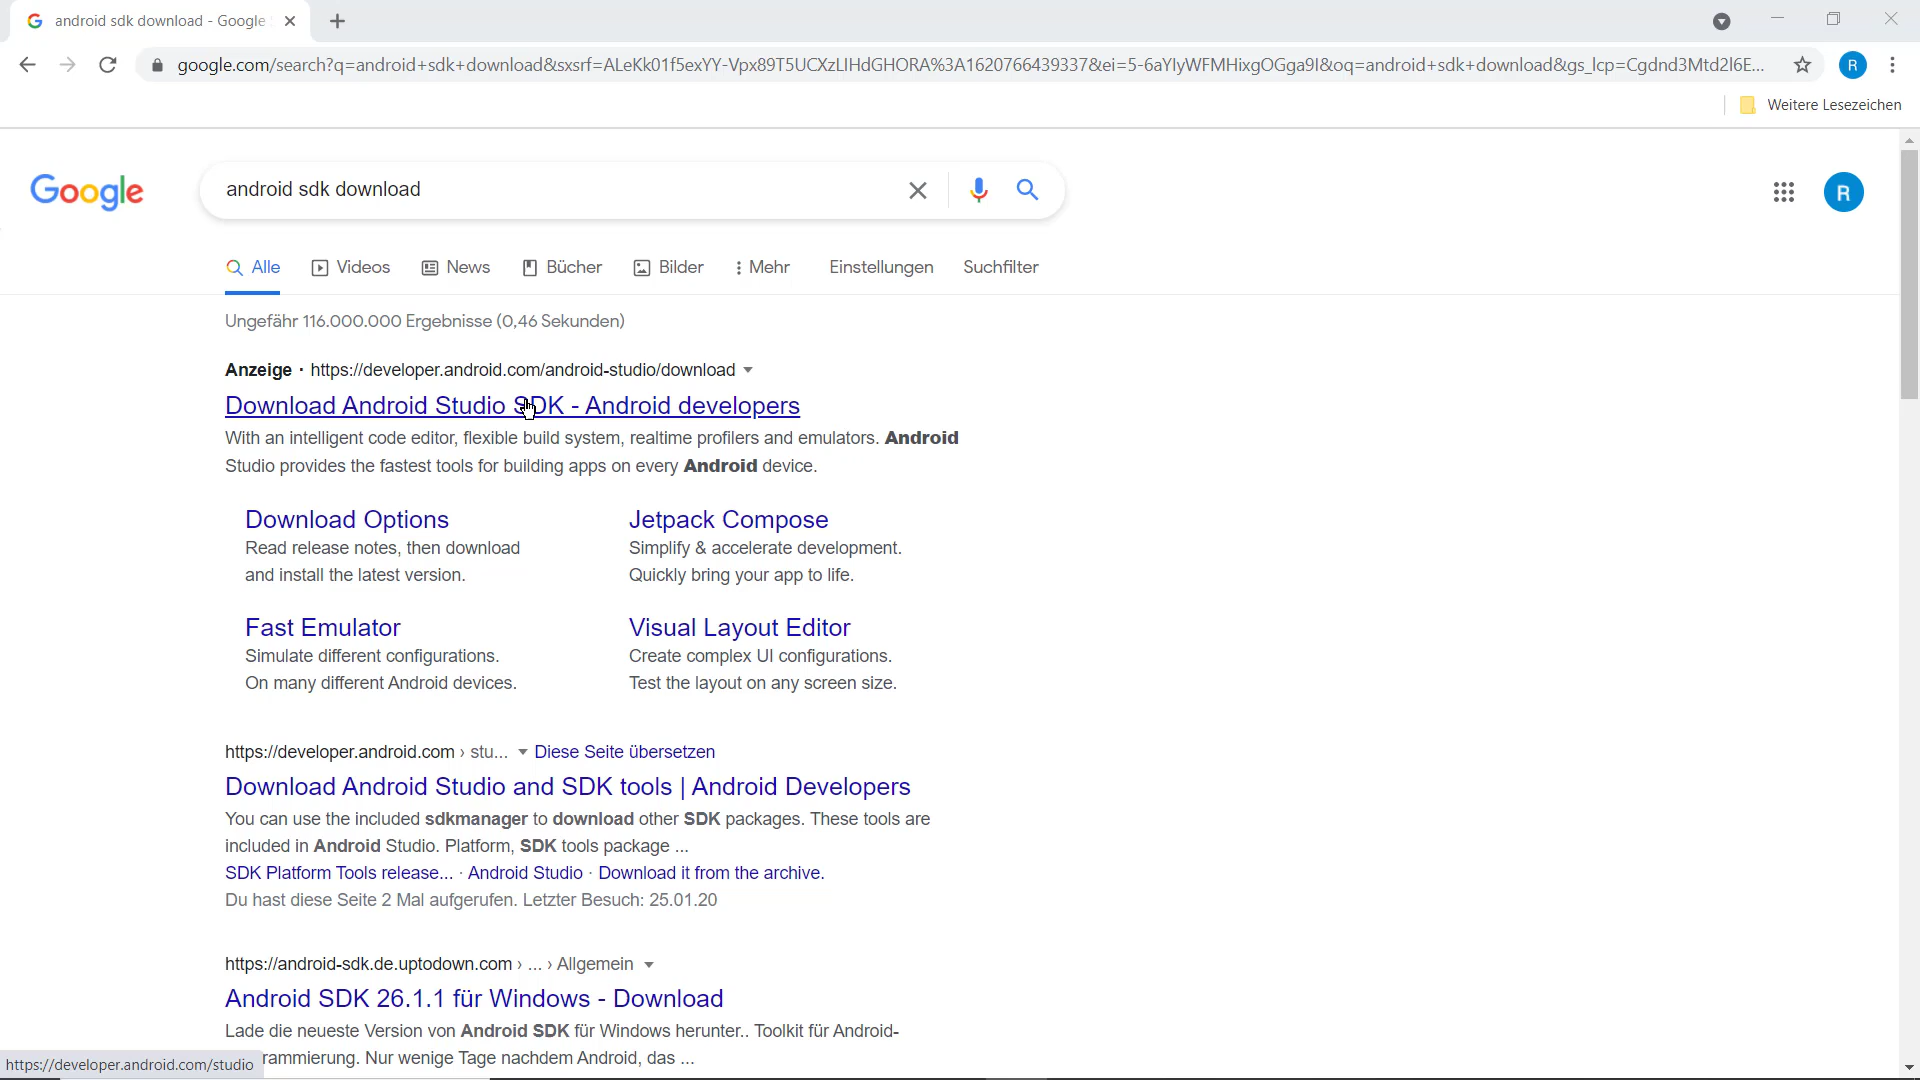 android sdk download - Google
google.com/search?q=android+sdk+download&sxsrf=ALeKk01f5exYY-Vpx89T5UCXzLIHdGHORA%3A1620766439337&ei=5-6aYIyWFMHixgOGga9I&oq=android+sdk+download&gs_lcp=Cgdnd3Mtd2l6E...
R
Weitere Lesezeichen
Google
android sdk download
R
Alle Videos News Bücher Bilder Mehr Einstellungen Suchfilter
Ungefähr 116.000.000 Ergebnisse (0,46 Sekunden)
Anzeige · https://developer.android.com/android-studio/download
Download Android Studio SDK - Android developers
With an intelligent code editor, flexible build system, realtime profilers and emulators. Android
Studio provides the fastest tools for building apps on every Android device.
Download Options
Read release notes, then download
and install the latest version.
Jetpack Compose
Simplify & accelerate development.
Quickly bring your app to life.
Fast Emulator
Simulate different configurations.
On many different Android devices.
Visual Layout Editor
Create complex UI configurations.
Test the layout on any screen size.
https://developer.android.com › stu... Diese Seite übersetzen
Download Android Studio and SDK tools | Android Developers
You can use the included sdkmanager to download other SDK packages. These tools are
included in Android Studio. Platform, SDK tools package ...
SDK Platform Tools release... · Android Studio · Download it from the archive.
Du hast diese Seite 2 Mal aufgerufen. Letzter Besuch: 25.01.20
https://android-sdk.de.uptodown.com › ... › Allgemein
Android SDK 26.1.1 für Windows - Download
Lade die neueste Version von Android SDK für Windows herunter.. Toolkit für Android-
rammierung. Nur wenige Tage nachdem Android, das ...
https://developer.android.com/studio